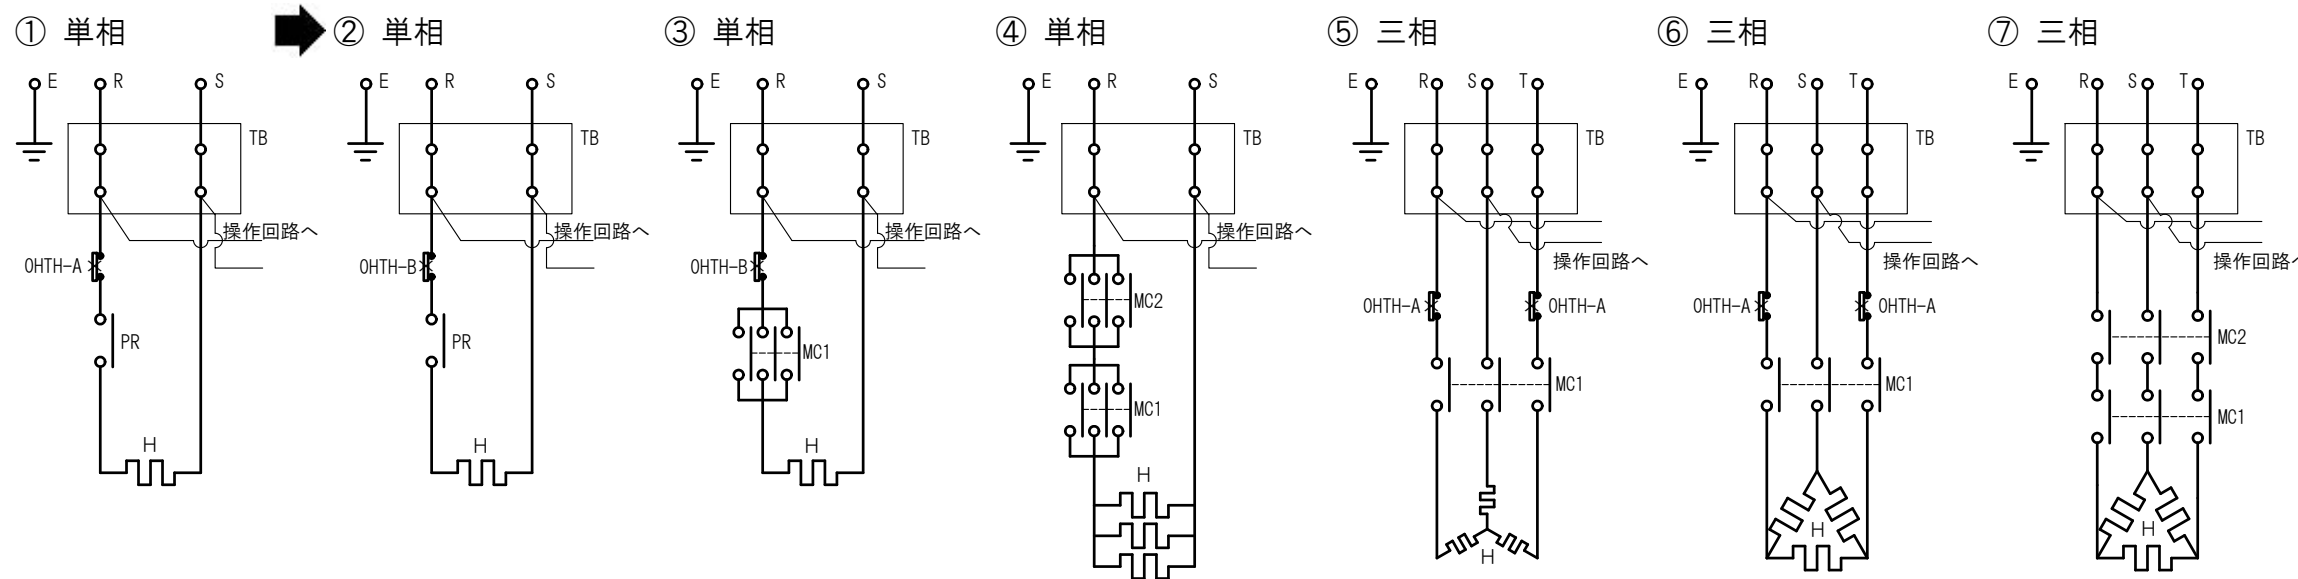 ① 単相
② 単相
③ 単相
④ 単相
⑤ 三相
⑥ 三相
⑦ 三相
E R S
E R S
E R S
E R S
E R S T
E R S T
E R S T
TB
TB
TB
TB
TB
TB
TB
操作回路へ
操作回路へ
操作回路へ
操作回路へ
操作回路へ
操作回路へ
操作回路へ
OHTH-A
PR
H
OHTH-B
PR
H
OHTH-B
MC1
H
MC2
MC1
H
OHTH-A OHTH-A
MC1
H
OHTH-A OHTH-A
MC1
H
MC2
MC1
H